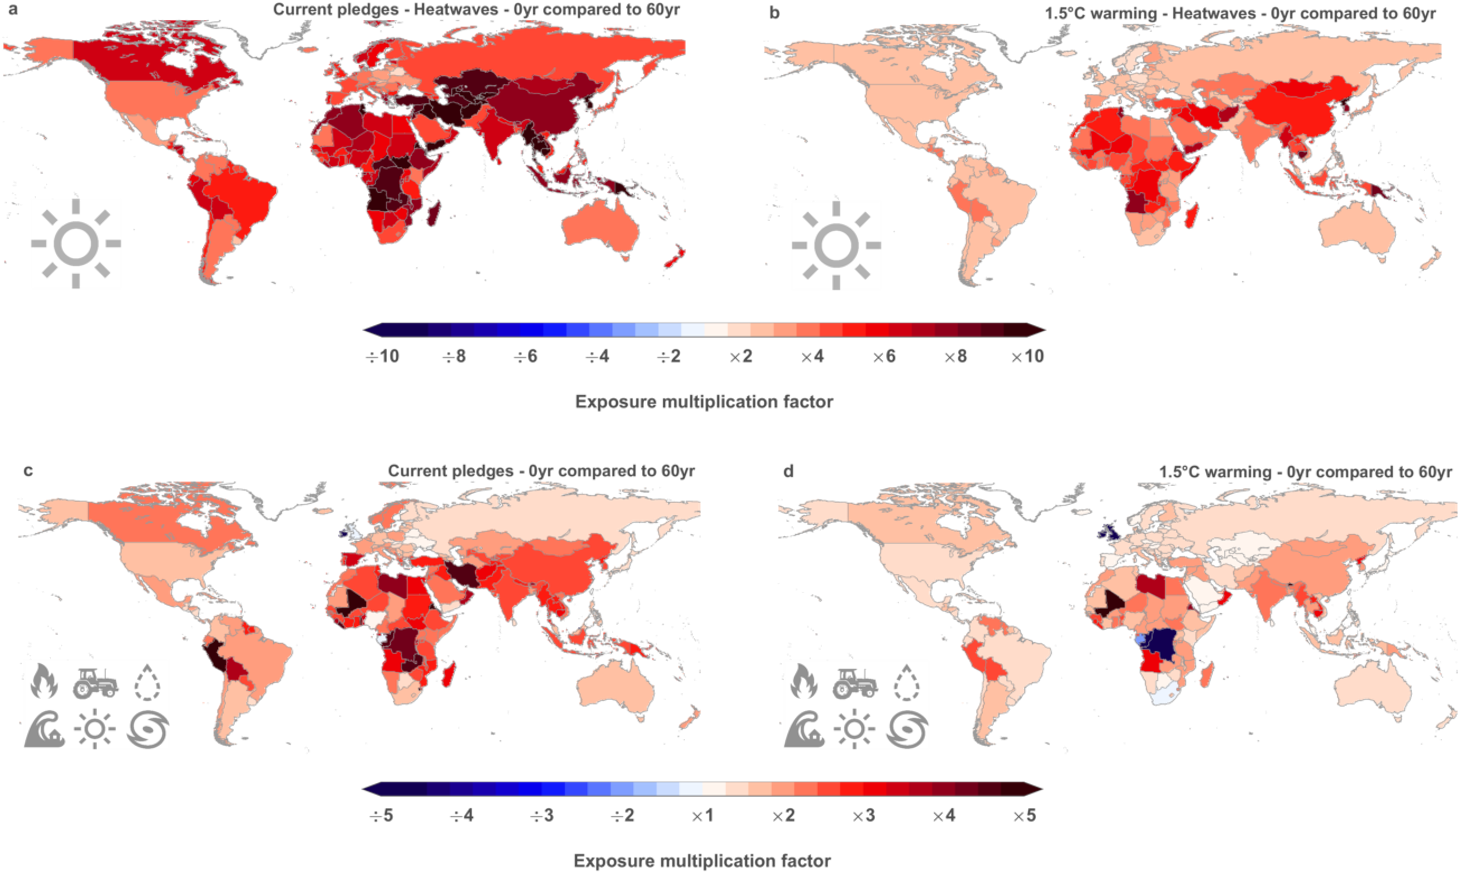 a
Current pledges - Heatwaves - 0yr compared to 60yr
b
1.5°C warming - Heatwaves - 0yr compared to 60yr
÷10 ÷8 ÷6 ÷4 ÷2 ×2 ×4 ×6 ×8 ×10
Exposure multiplication factor
c
Current pledges - 0yr compared to 60yr
d
1.5°C warming - 0yr compared to 60yr
÷5 ÷4 ÷3 ÷2 ×1 ×2 ×3 ×4 ×5
Exposure multiplication factor